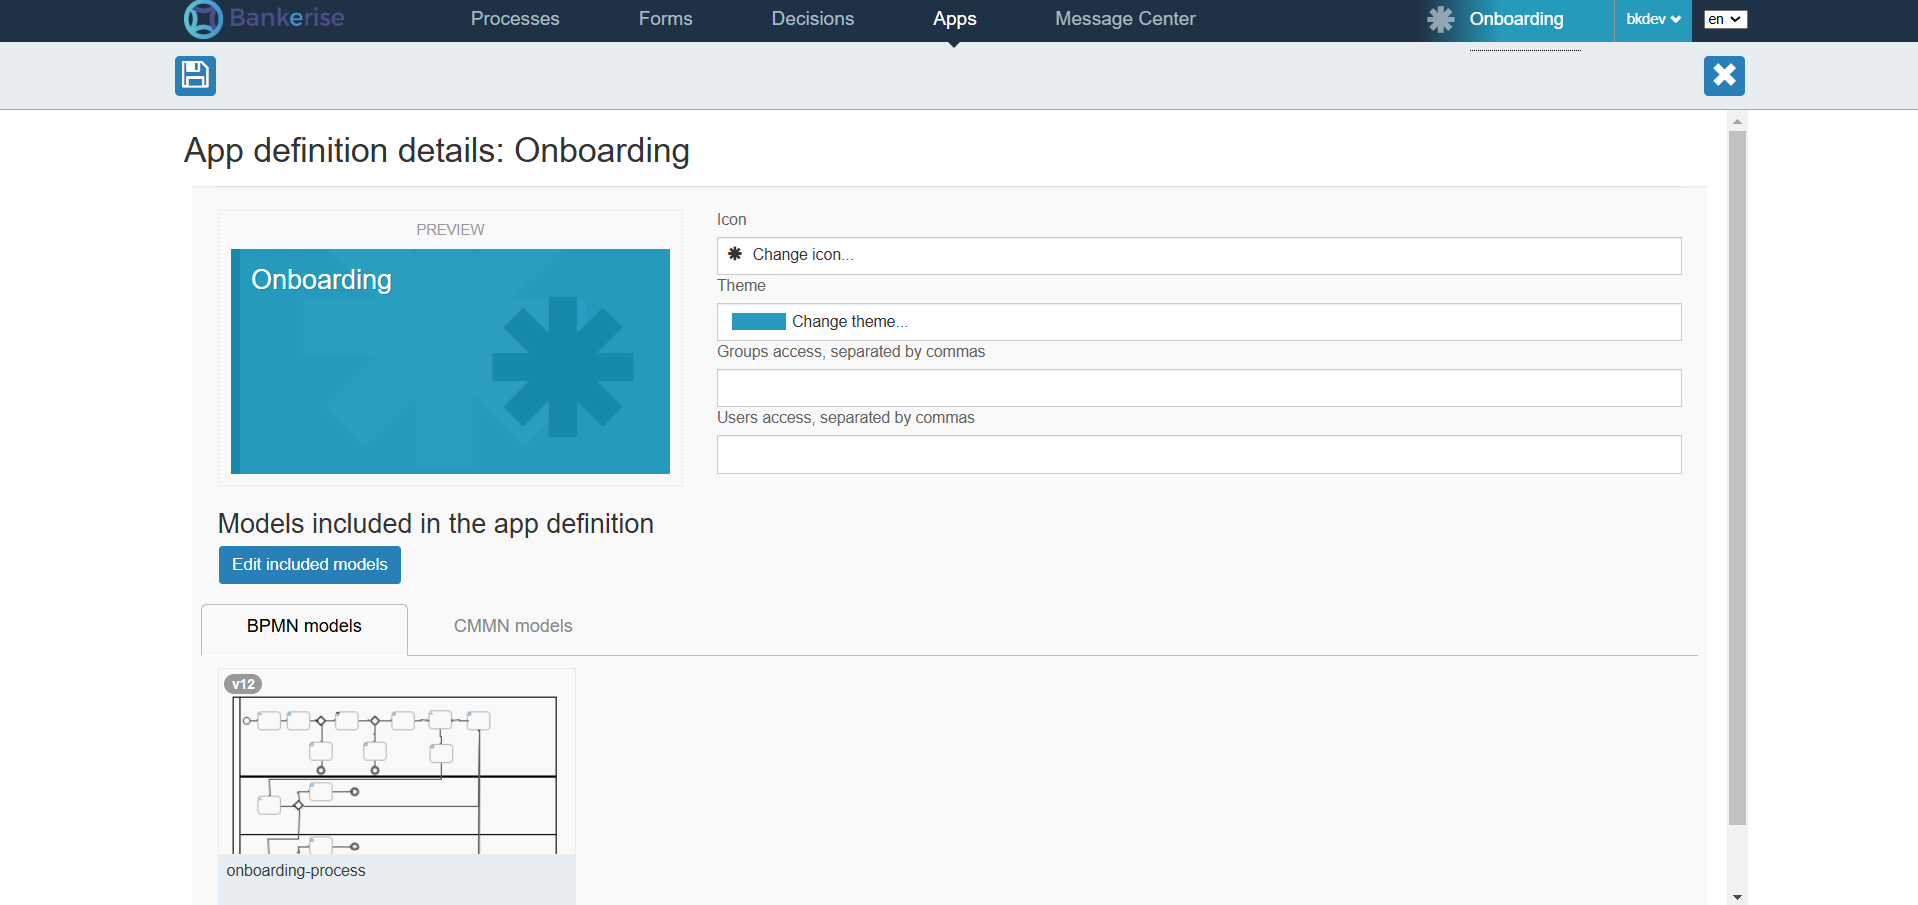 Bankerise
Processes
Forms
Decisions
Apps
Message Center
Onboarding
bkdev
en
App definition details: Onboarding
PREVIEW
Onboarding
Icon
Change icon...
Theme
Change theme...
Groups access, separated by commas
Users access, separated by commas
Models included in the app definition
Edit included models
BPMN models
CMMN models
v12
onboarding-process